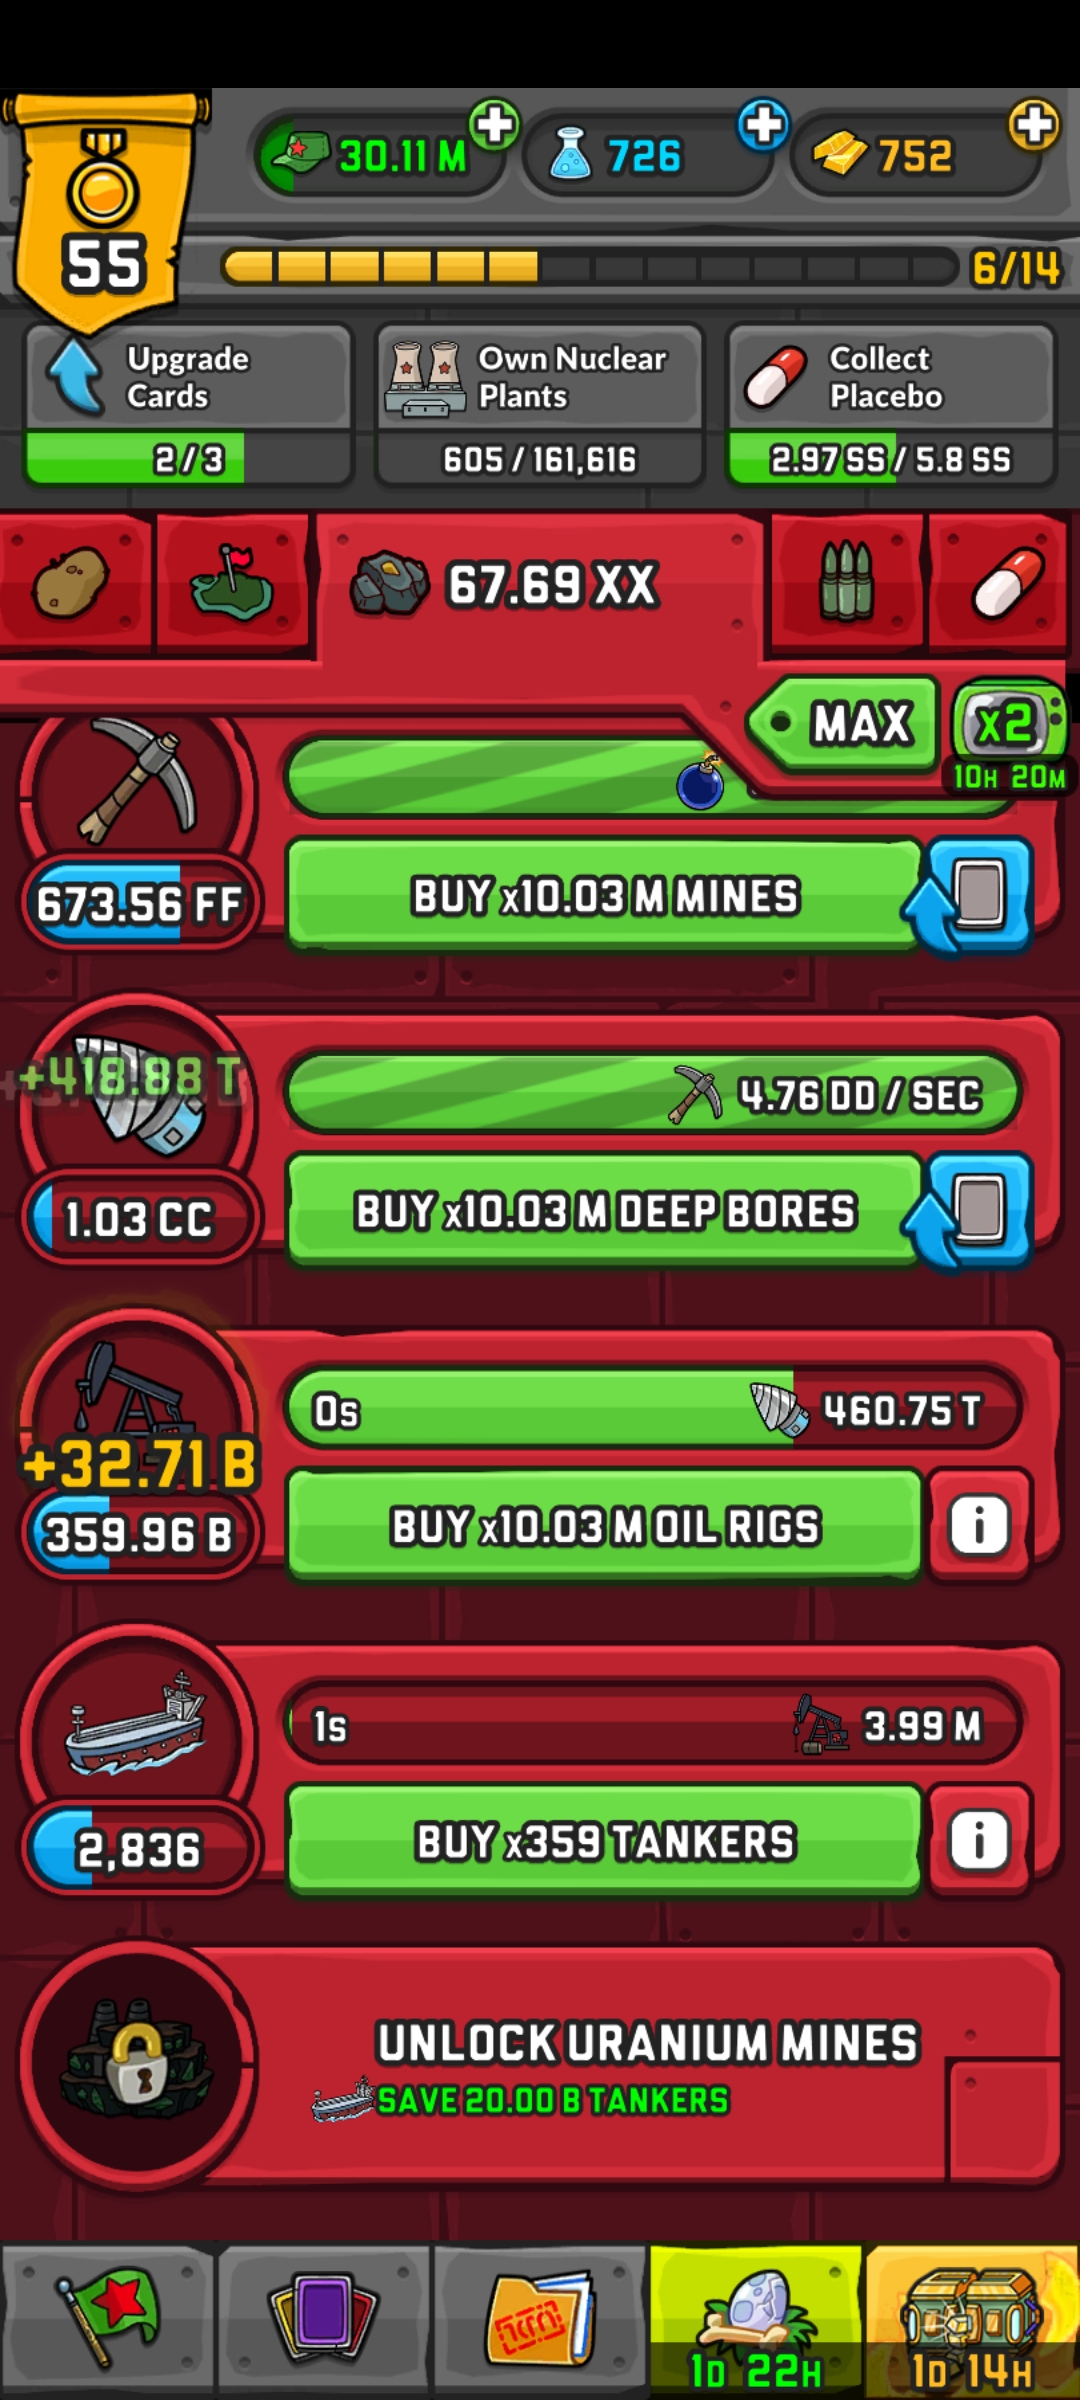 30.11 M
726
752
55
6/14
Upgrade
Cards
Own Nuclear
Plants
Collect
Placebo
2/3
605/161,616
2.97 SS/5.8 SS
67.69 XX
MAX
X2
10H 20M
673.56 FF
BUY x10.03 M MINES
+418.88 T
4.76 DD / SEC
1.03 CC
BUY x10.03 M DEEP BORES
0s
460.75 T
+32.71 B
359.96 B
BUY x10.03 M OIL RIGS
i
1s
3.99 M
2,836
BUY x359 TANKERS
i
UNLOCK URANIUM MINES
SAVE 20.00 B TANKERS
1D 22H
1D 14H